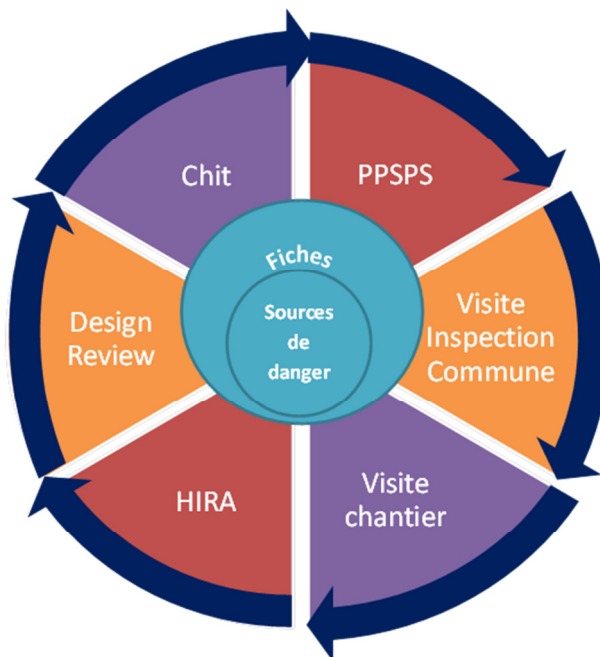 Chit
PPSPS
Fiches
Sources
de
danger
Design
Review
Visite
Inspection
Commune
HIRA
Visite
chantier